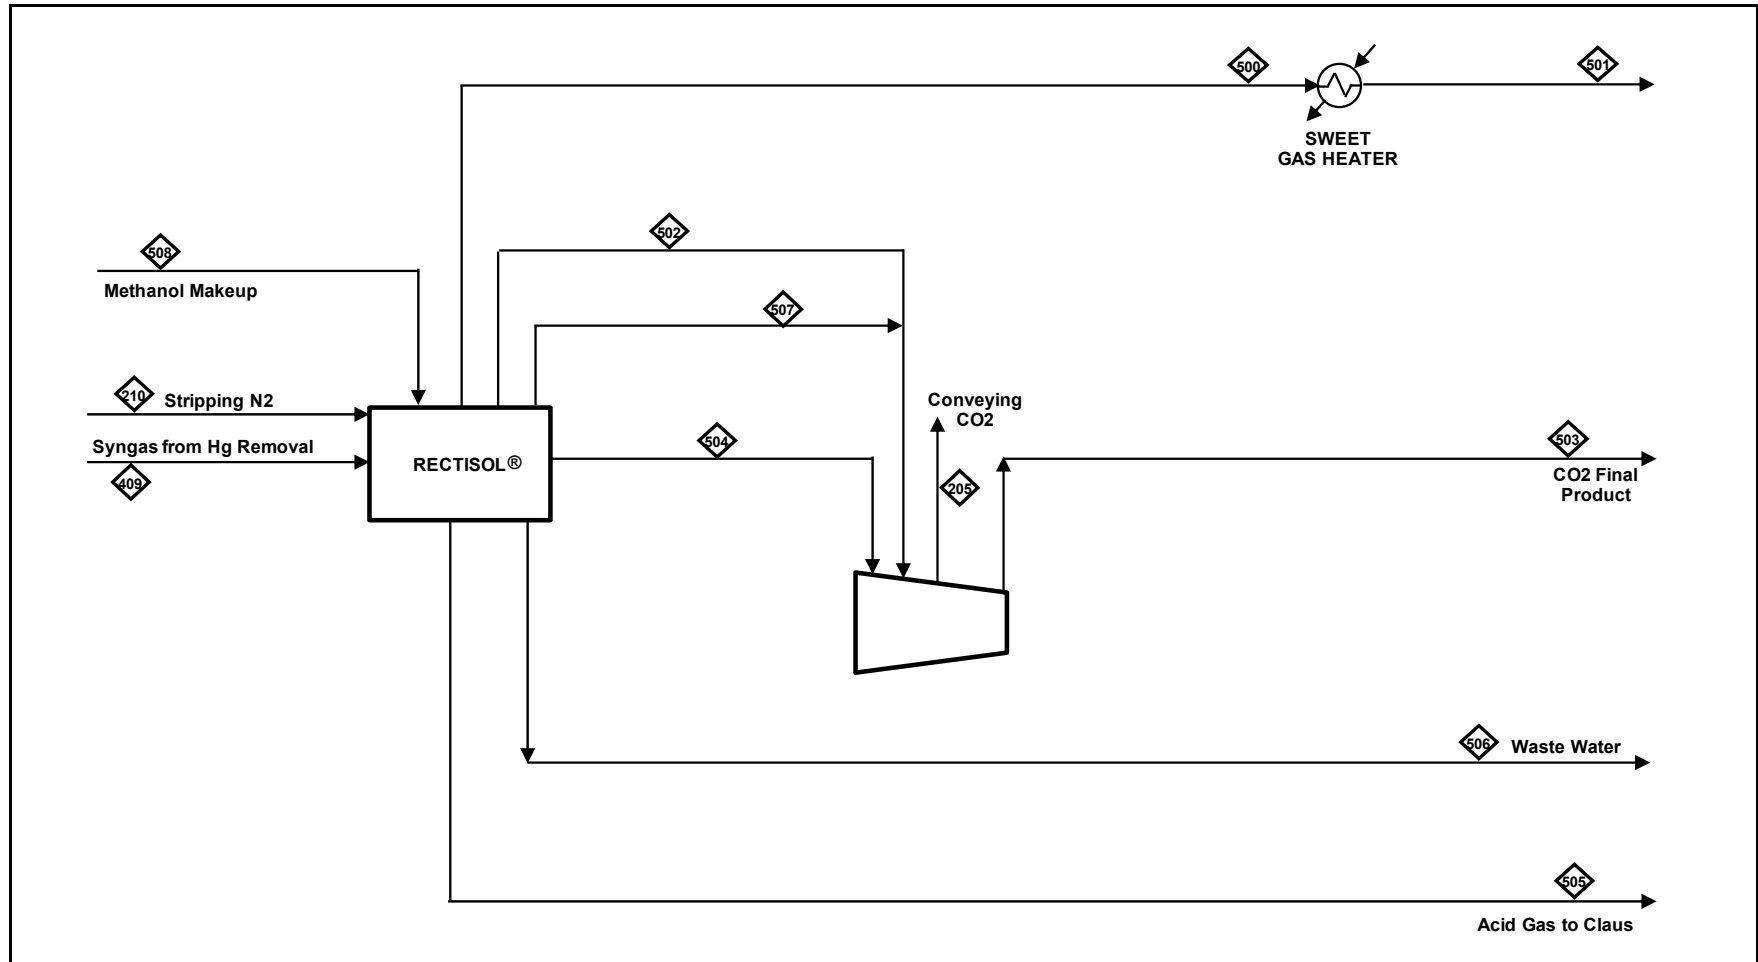 500
501
SWEET
GAS HEATER
502
508
Methanol Makeup
507
210
Stripping N2
Conveying
CO2
Syngas from Hg Removal
409
RECTISOL®
504
205
503
CO2 Final
Product
506
Waste Water
505
Acid Gas to Claus